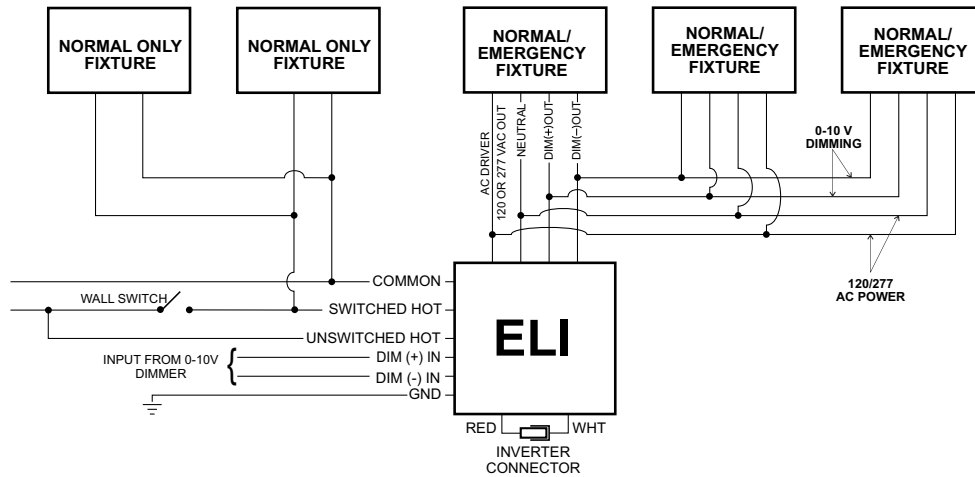 NORMAL ONLY
FIXTURE
NORMAL ONLY
FIXTURE
NORMAL/
EMERGENCY
FIXTURE
NORMAL/
EMERGENCY
FIXTURE
NORMAL/
EMERGENCY
FIXTURE
AC DRIVER
120 OR 277 VAC OUT
NEUTRAL
DIM(+)OUT
DIM(–)OUT
0-10 V
DIMMING
120/277
AC POWER
COMMON
WALL SWITCH
SWITCHED HOT
UNSWITCHED HOT
INPUT FROM 0-10V
DIMMER
DIM (+) IN
DIM (-) IN
GND
ELI
RED
WHT
INVERTER
CONNECTOR